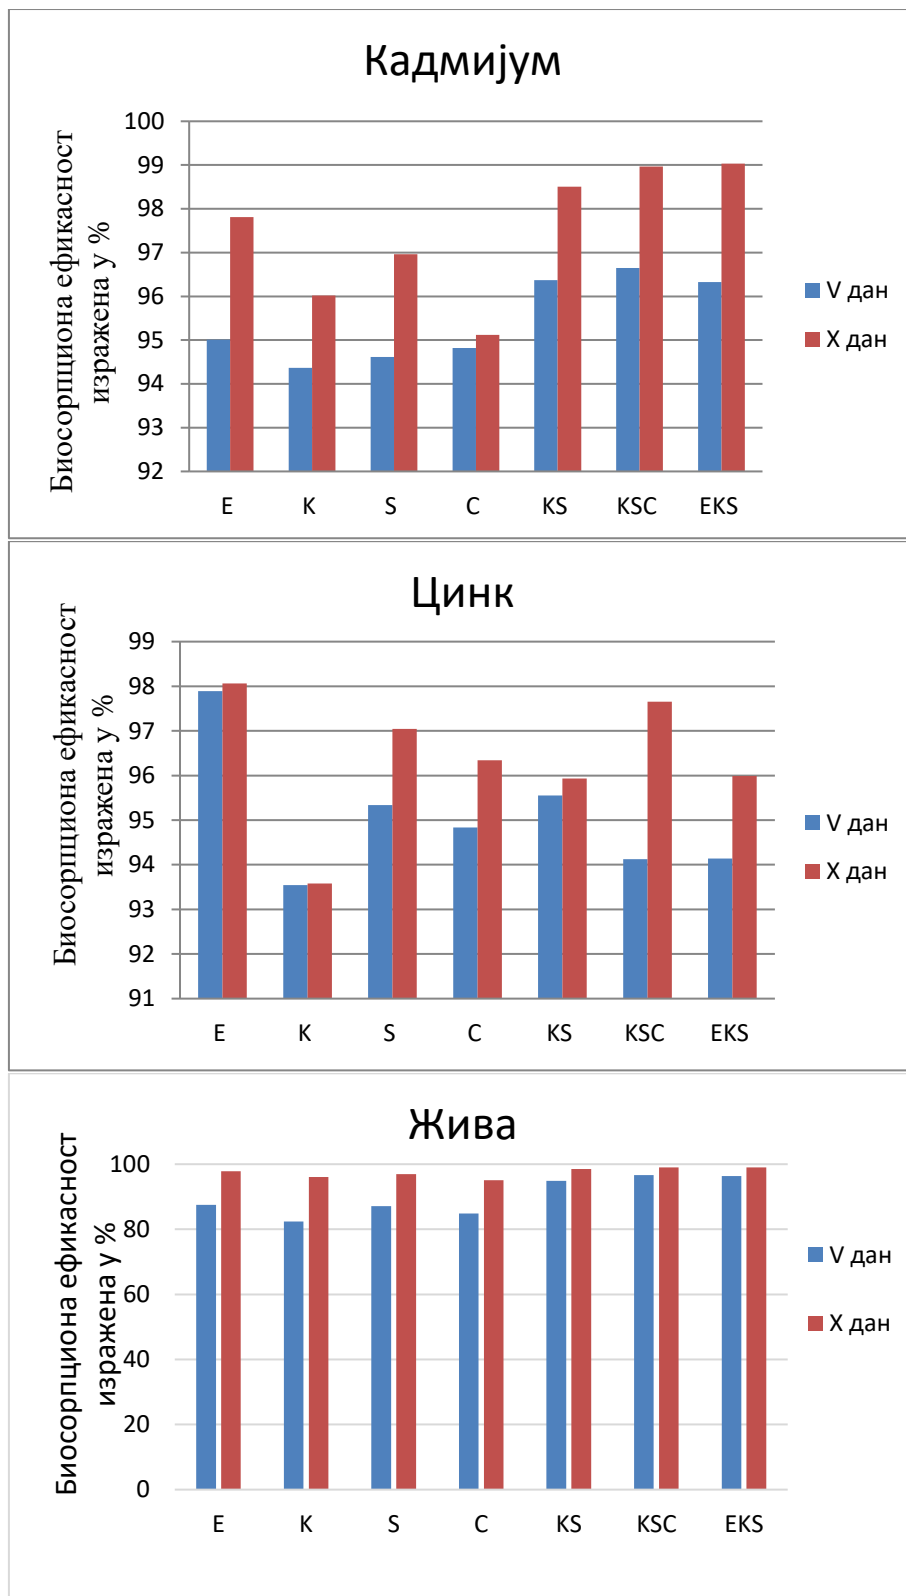 Кадмијум
Биосорпциона ефикасност
изражена у %
100
99
98
97
96
95
94
93
92
E K S C KS KSC EKS
V дан
X дан
Цинк
Биосорпциона ефикасност
изражена у %
99
98
97
96
95
94
93
92
91
E K S C KS KSC EKS
V дан
X дан
Жива
Биосорпциона ефикасност
изражена у %
100
80
60
40
20
0
E K S C KS KSC EKS
V дан
X дан